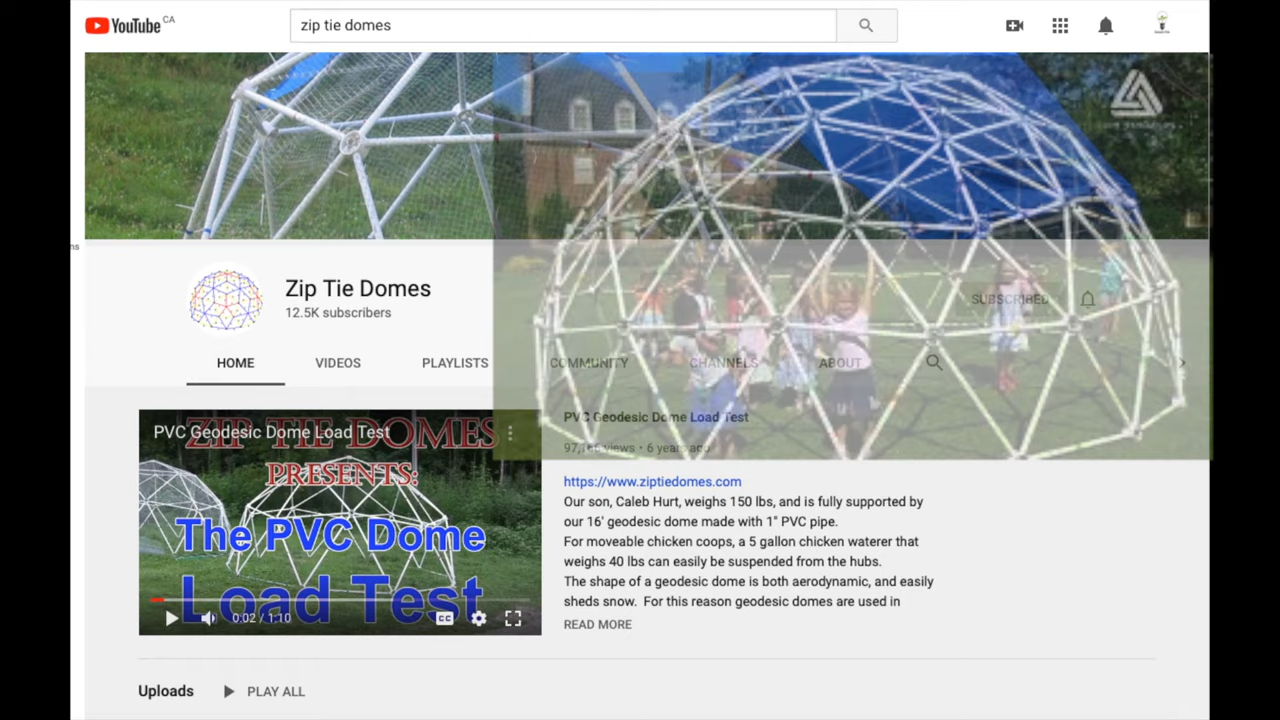 YouTube CA
zip tie domes
ns
Zip Tie Domes
12.5K subscribers
SUBSCRIBED
HOME VIDEOS PLAYLISTS COMMUNITY CHANNELS ABOUT
ZIP TIE DOMES
PVC Geodesic Dome Load Test
PRESENTS:
The PVC Dome
Load Test
0:02 / 1:10
CC
PVC Geodesic Dome Load Test
views • 6 years ago
https://www.ziptiedomes.com
Our son, Caleb Hurt, weighs 150 lbs, and is fully supported by
our 16' geodesic dome made with 1" PVC pipe.
For moveable chicken coops, a 5 gallon chicken waterer that
weighs 40 lbs can easily be suspended from the hubs.
The shape of a geodesic dome is both aerodynamic, and easily
sheds snow. For this reason geodesic domes are used in
READ MORE
Uploads PLAY ALL